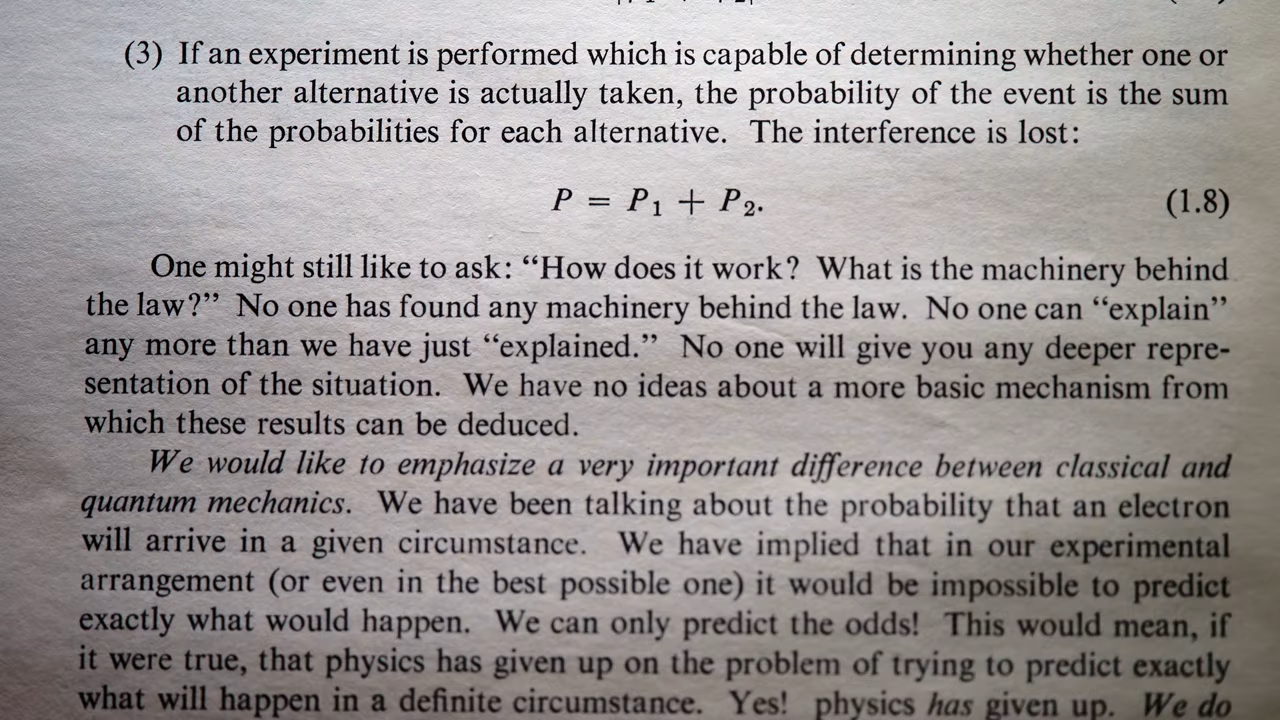 (3) If an experiment is performed which is capable of determining whether one or
another alternative is actually taken, the probability of the event is the sum
of the probabilities for each alternative. The interference is lost:
P = P₁ + P₂. (1.8)
One might still like to ask: “How does it work? What is the machinery behind
the law?” No one has found any machinery behind the law. No one can “explain”
any more than we have just “explained.” No one will give you any deeper repre-
sentation of the situation. We have no ideas about a more basic mechanism from
which these results can be deduced.
We would like to emphasize a very important difference between classical and
quantum mechanics. We have been talking about the probability that an electron
will arrive in a given circumstance. We have implied that in our experimental
arrangement (or even in the best possible one) it would be impossible to predict
exactly what would happen. We can only predict the odds! This would mean, if
it were true, that physics has given up on the problem of trying to predict exactly
what will happen in a definite circumstance. Yes! physics has given up. We do